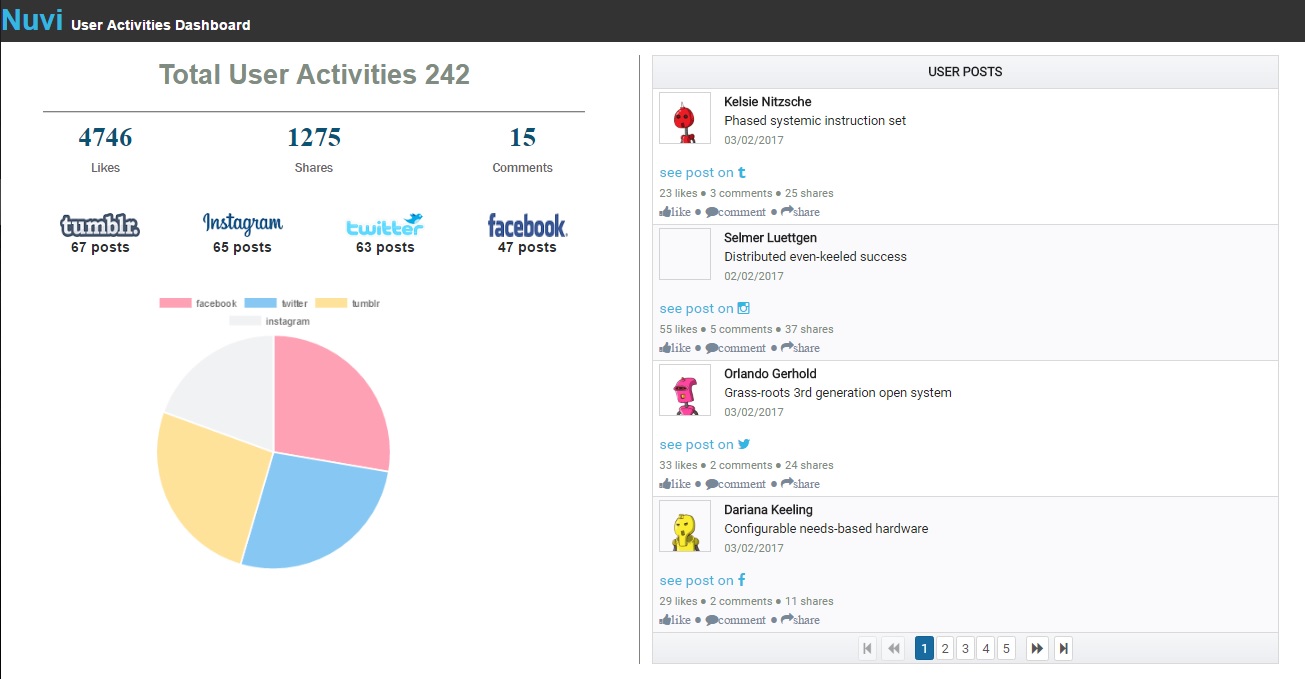 Nuvi User Activities Dashboard
Total User Activities 242
4746
1275
15
Likes
Shares
Comments
tumblr.
Instagram
twitter
facebook.
67 posts
65 posts
63 posts
47 posts
facebook
twitter
tumblr
instagram
USER POSTS
Kelsie Nitzsche
Phased systemic instruction set
03/02/2017
see post on t
23 likes ● 3 comments ● 25 shares
like ● comment ● share
Selmer Luettgen
Distributed even-keeled success
02/02/2017
see post on
55 likes ● 5 comments ● 37 shares
like ● comment ● share
Orlando Gerhold
Grass-roots 3rd generation open system
03/02/2017
see post on
33 likes ● 2 comments ● 24 shares
like ● comment ● share
Dariana Keeling
Configurable needs-based hardware
03/02/2017
see post on f
29 likes ● 2 comments ● 11 shares
like ● comment ● share
1 2 3 4 5